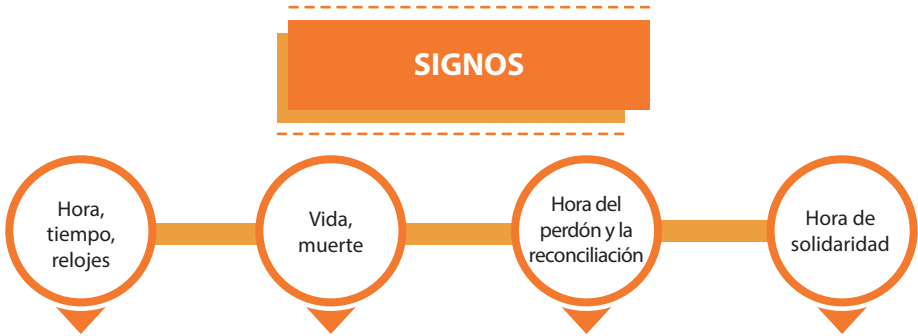 SIGNOS
Hora,
tiempo,
relojes
Vida,
muerte
Hora del
perdón y la
reconciliación
Hora de
solidaridad